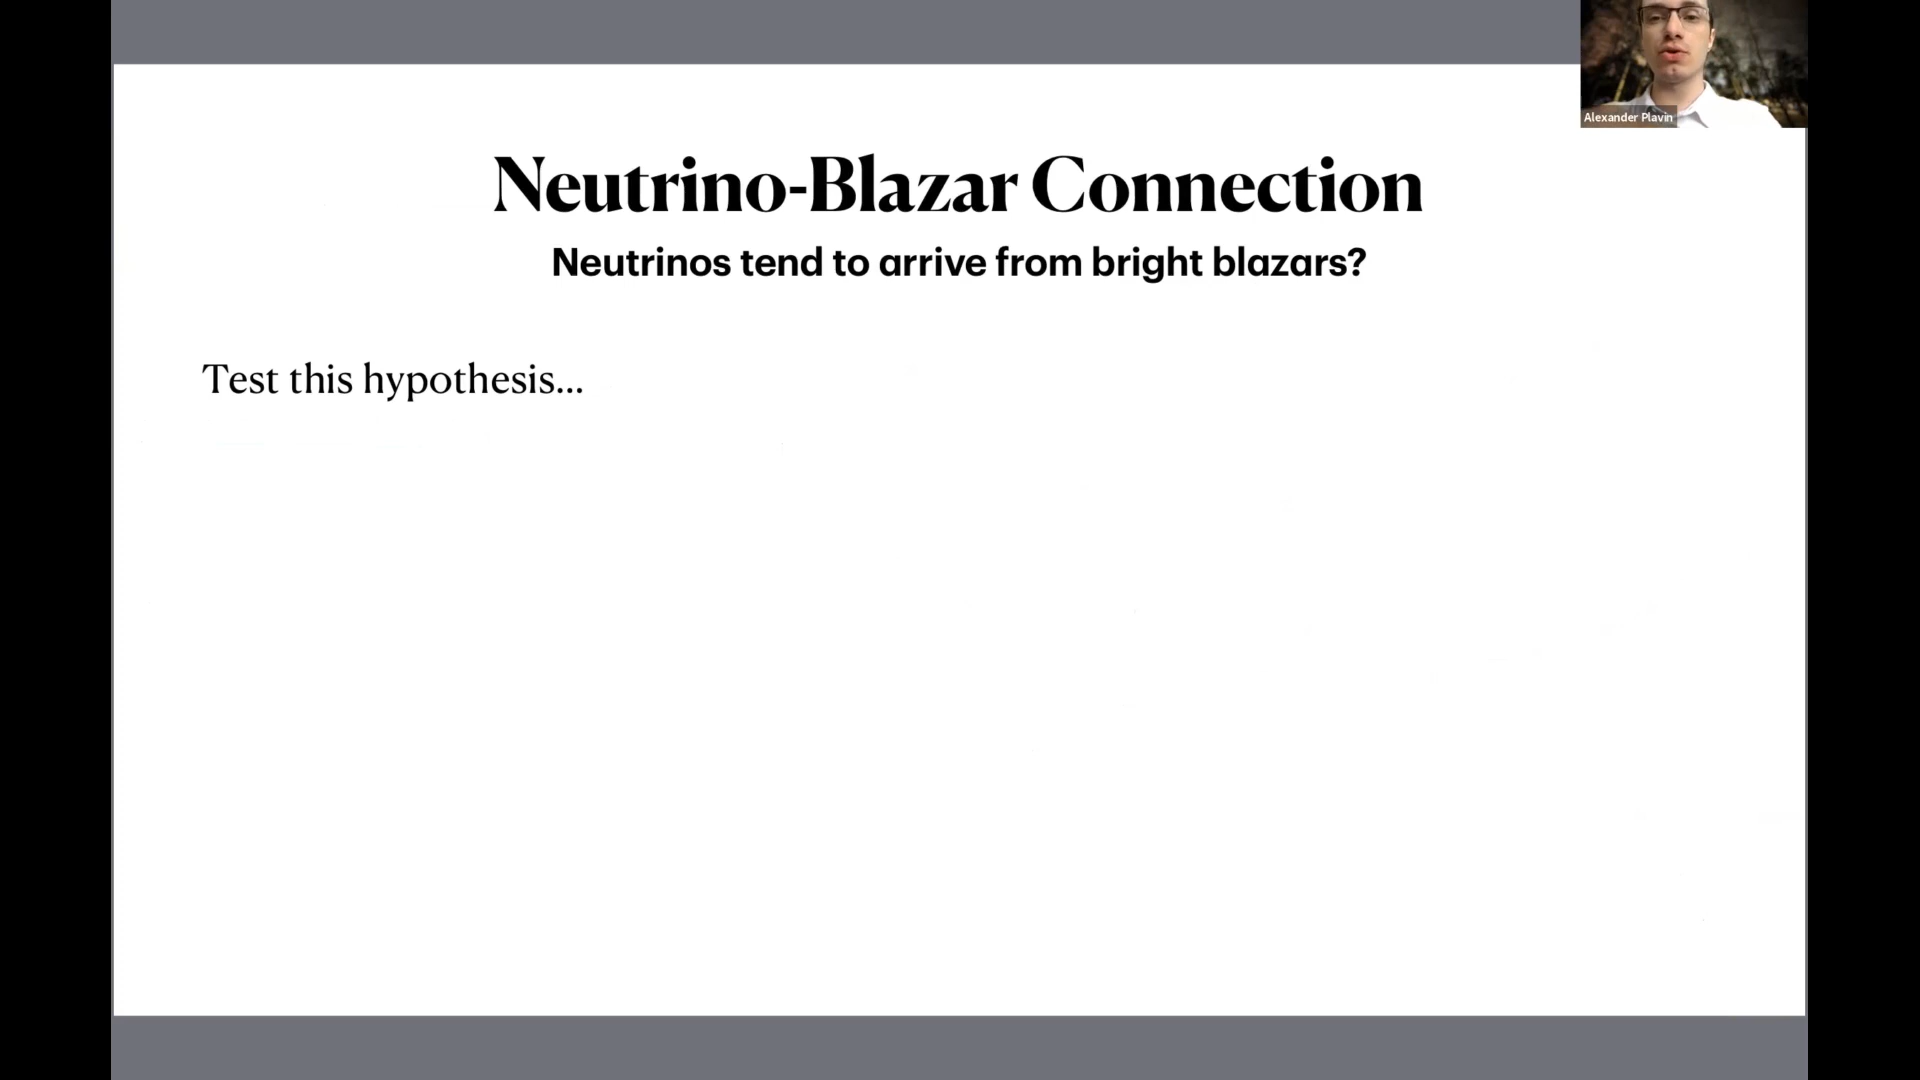 Alexander Plavin
Neutrino-Blazar Connection
Neutrinos tend to arrive from bright blazars?
Test this hypothesis...